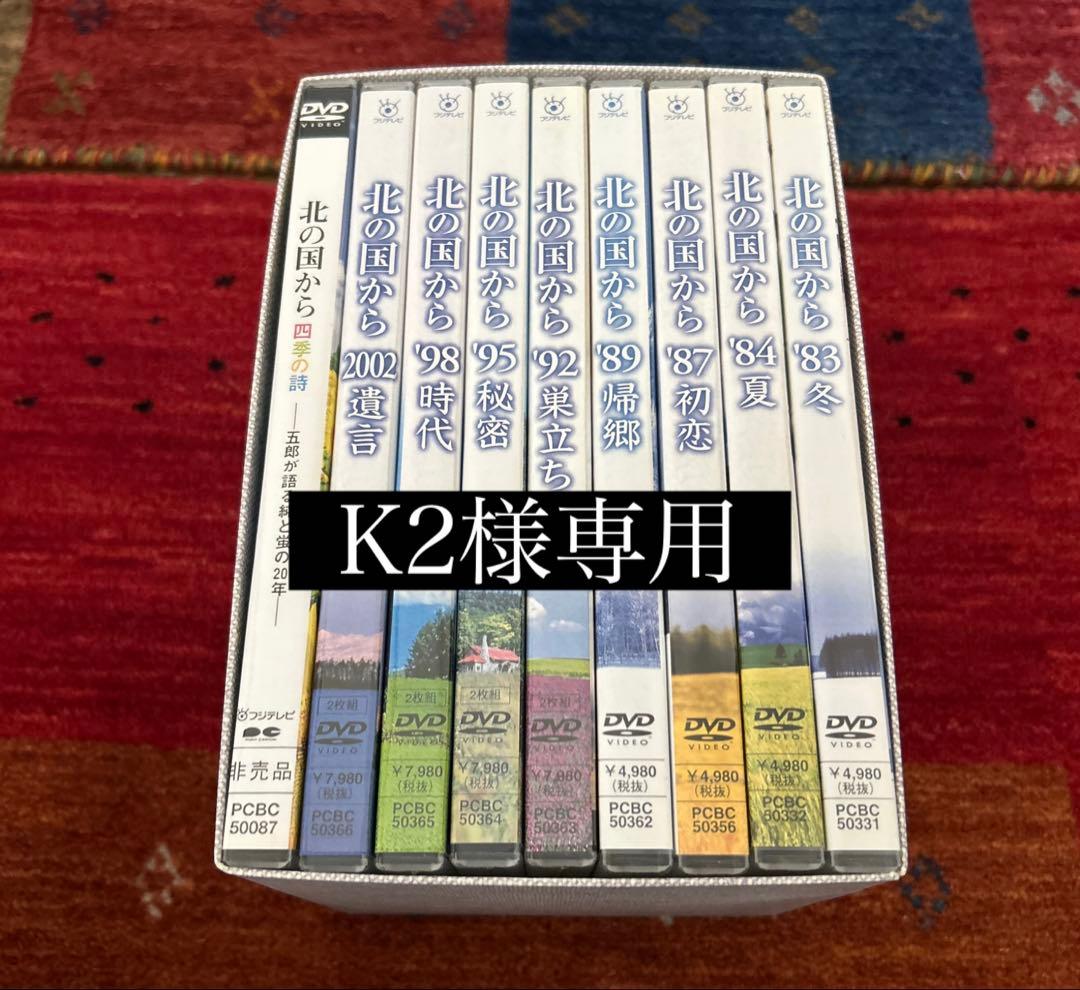 DVD
VIDEO
北の国から 四季の詩
——五郎が語る純と蛍の20年——
フジテレビ
PONY CANYON
非売品
PCBC
50087
フジテレビ
北の国から 2002 遺言
2枚組
DVD
VIDEO
￥7,980
(税抜)
PCBC
50366
フジテレビ
北の国から '98 時代
2枚組
DVD
VIDEO
￥7,980
(税抜)
PCBC
50365
フジテレビ
北の国から '95 秘密
2枚組
DVD
VIDEO
￥7,980
(税抜)
PCBC
50364
フジテレビ
北の国から '92 巣立ち
2枚組
DVD
VIDEO
￥7,980
(税抜)
PCBC
50363
フジテレビ
北の国から '89 帰郷
DVD
VIDEO
￥4,980
(税抜)
PCBC
50362
フジテレビ
北の国から '87 初恋
DVD
VIDEO
￥4,980
(税抜)
PCBC
50356
フジテレビ
北の国から '84 夏
DVD
VIDEO
￥4,980
(税抜)
PCBC
50332
フジテレビ
北の国から '83 冬
DVD
VIDEO
￥4,980
(税抜)
PCBC
50331
K2様専用